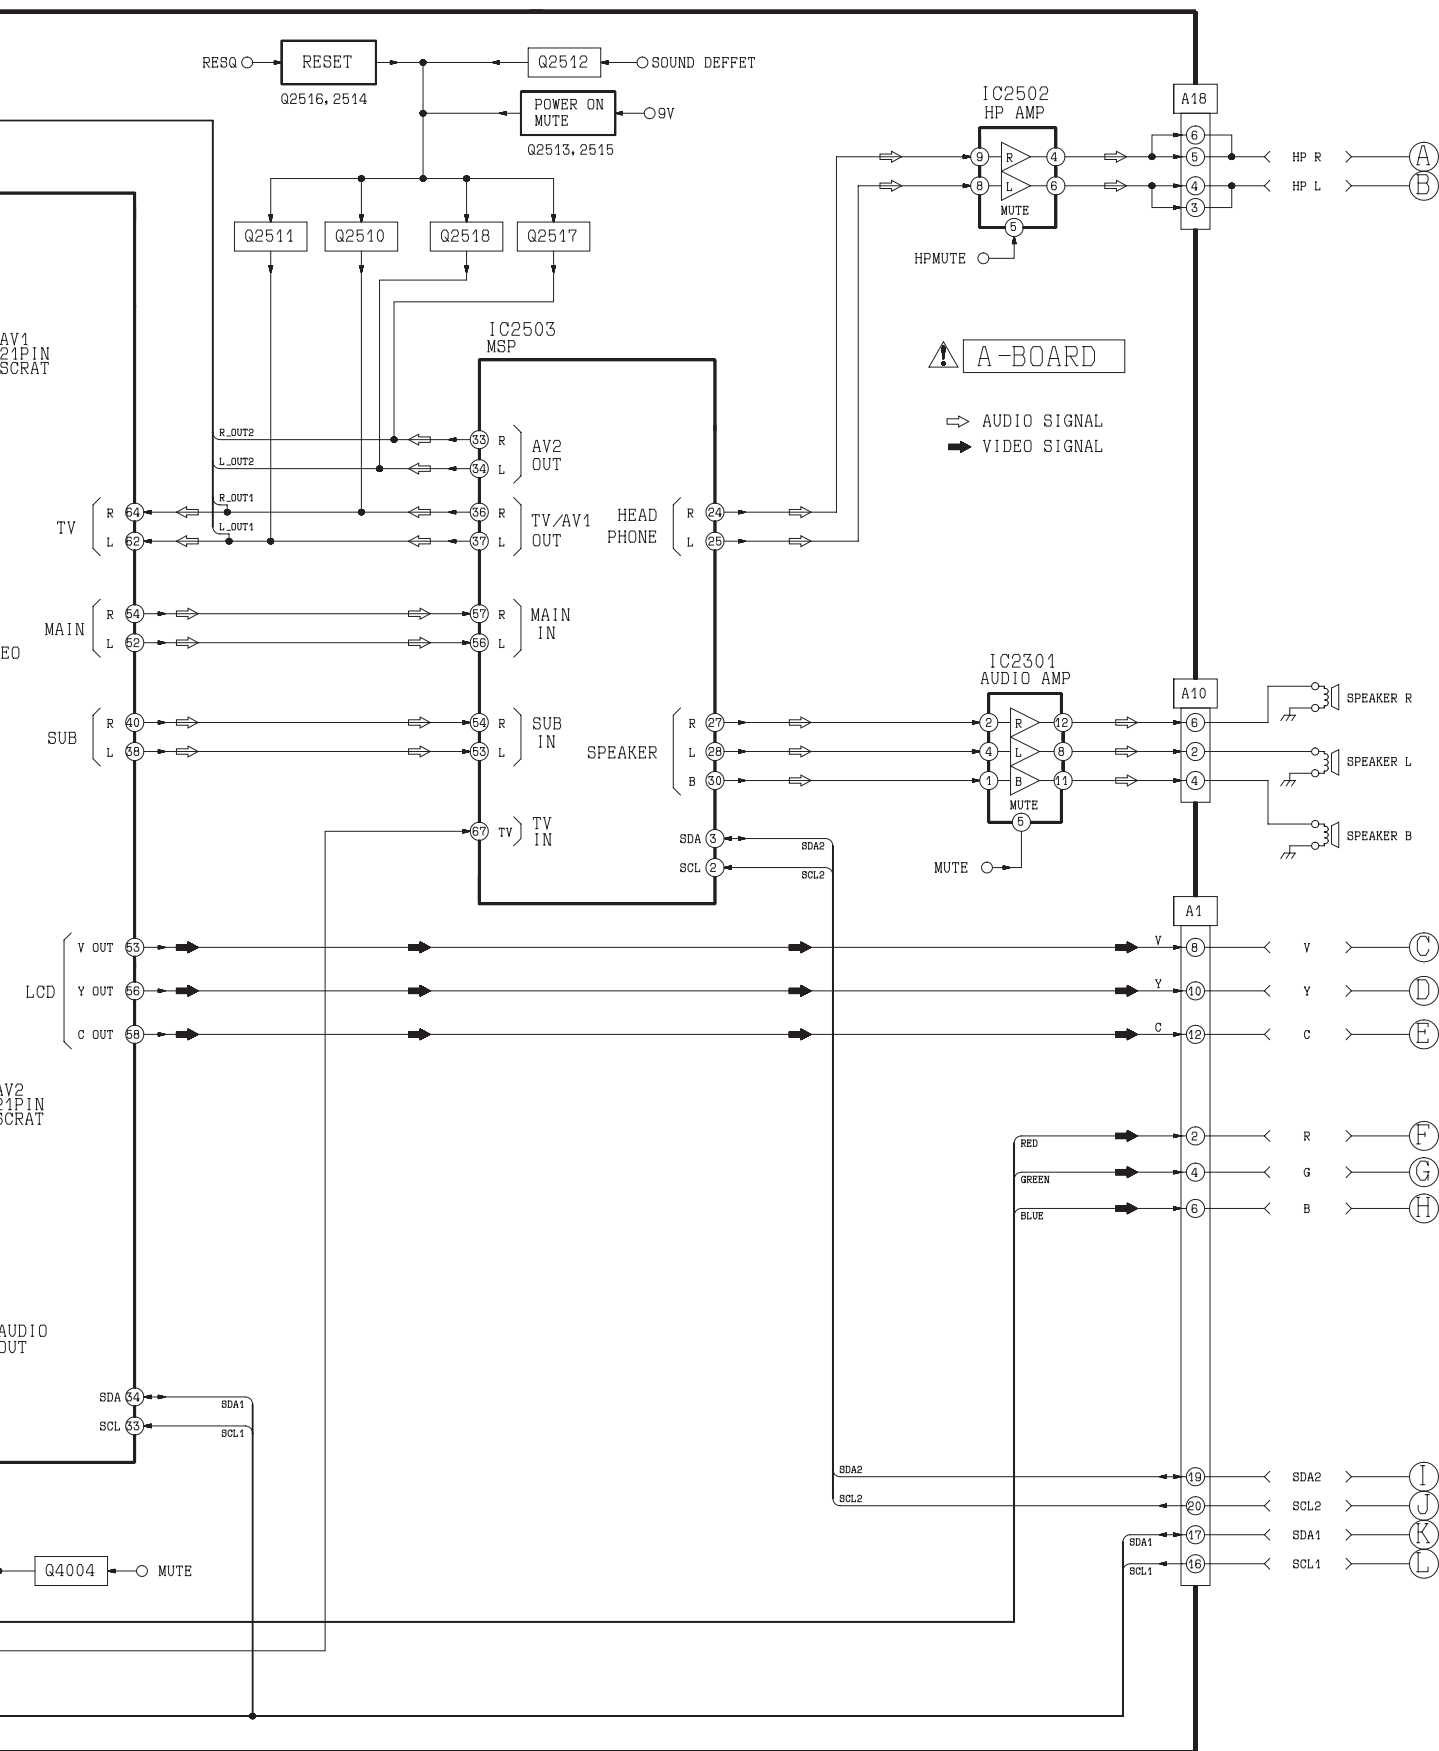 RESQ
RESET
Q2516, 2514
Q2512
SOUND DEFFET
POWER ON
MUTE
9V
Q2513, 2515
Q2511
Q2510
Q2518
Q2517
IC2502
HP AMP
9
R
4
8
L
6
MUTE
5
HPMUTE
A18
6
5
4
3
HP R
A
HP L
B
AV1
21PIN
SCRAT
IC2503
MSP
A-BOARD
AUDIO SIGNAL
VIDEO SIGNAL
R_OUT2
L_OUT2
R_OUT1
L_OUT1
33 R
34 L
AV2
OUT
TV
R 64
L 62
36 R
37 L
TV/AV1
OUT
HEAD
PHONE
R 24
L 25
MAIN
R 54
L 52
57 R
56 L
MAIN
IN
EO
SUB
R 40
L 38
54 R
53 L
SUB
IN
SPEAKER
R 27
L 28
B 30
67 TV
TV
IN
SDA 3
SCL 2
SDA2
SCL2
IC2301
AUDIO AMP
2 R 12
4 L 8
1 B 11
MUTE
5
MUTE
A10
6
2
4
SPEAKER R
SPEAKER L
SPEAKER B
A1
LCD
V OUT 53
Y OUT 56
C OUT 58
V 8 V C
Y 10 Y D
C 12 C E
AV2
21PIN
SCRAT
RED 2 R F
GREEN 4 G G
BLUE 6 B H
AUDIO
OUT
SDA 34
SDA1
SCL 33
SCL1
SDA2 19 SDA2 I
SCL2 20 SCL2 J
SDA1 17 SDA1 K
SCL1 16 SCL1 L
Q4004
MUTE